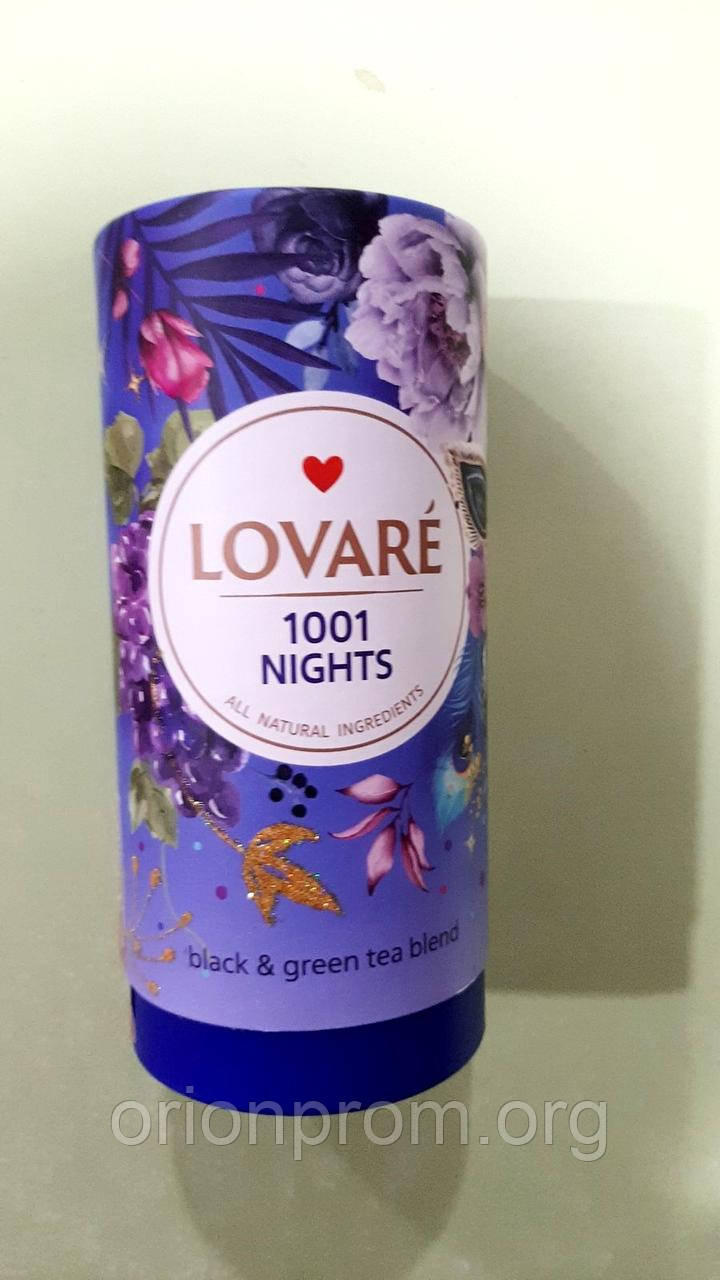 LOVARÉ
1001
NIGHTS
ALL NATURAL INGREDIENTS
black & green tea blend
orionprom.org